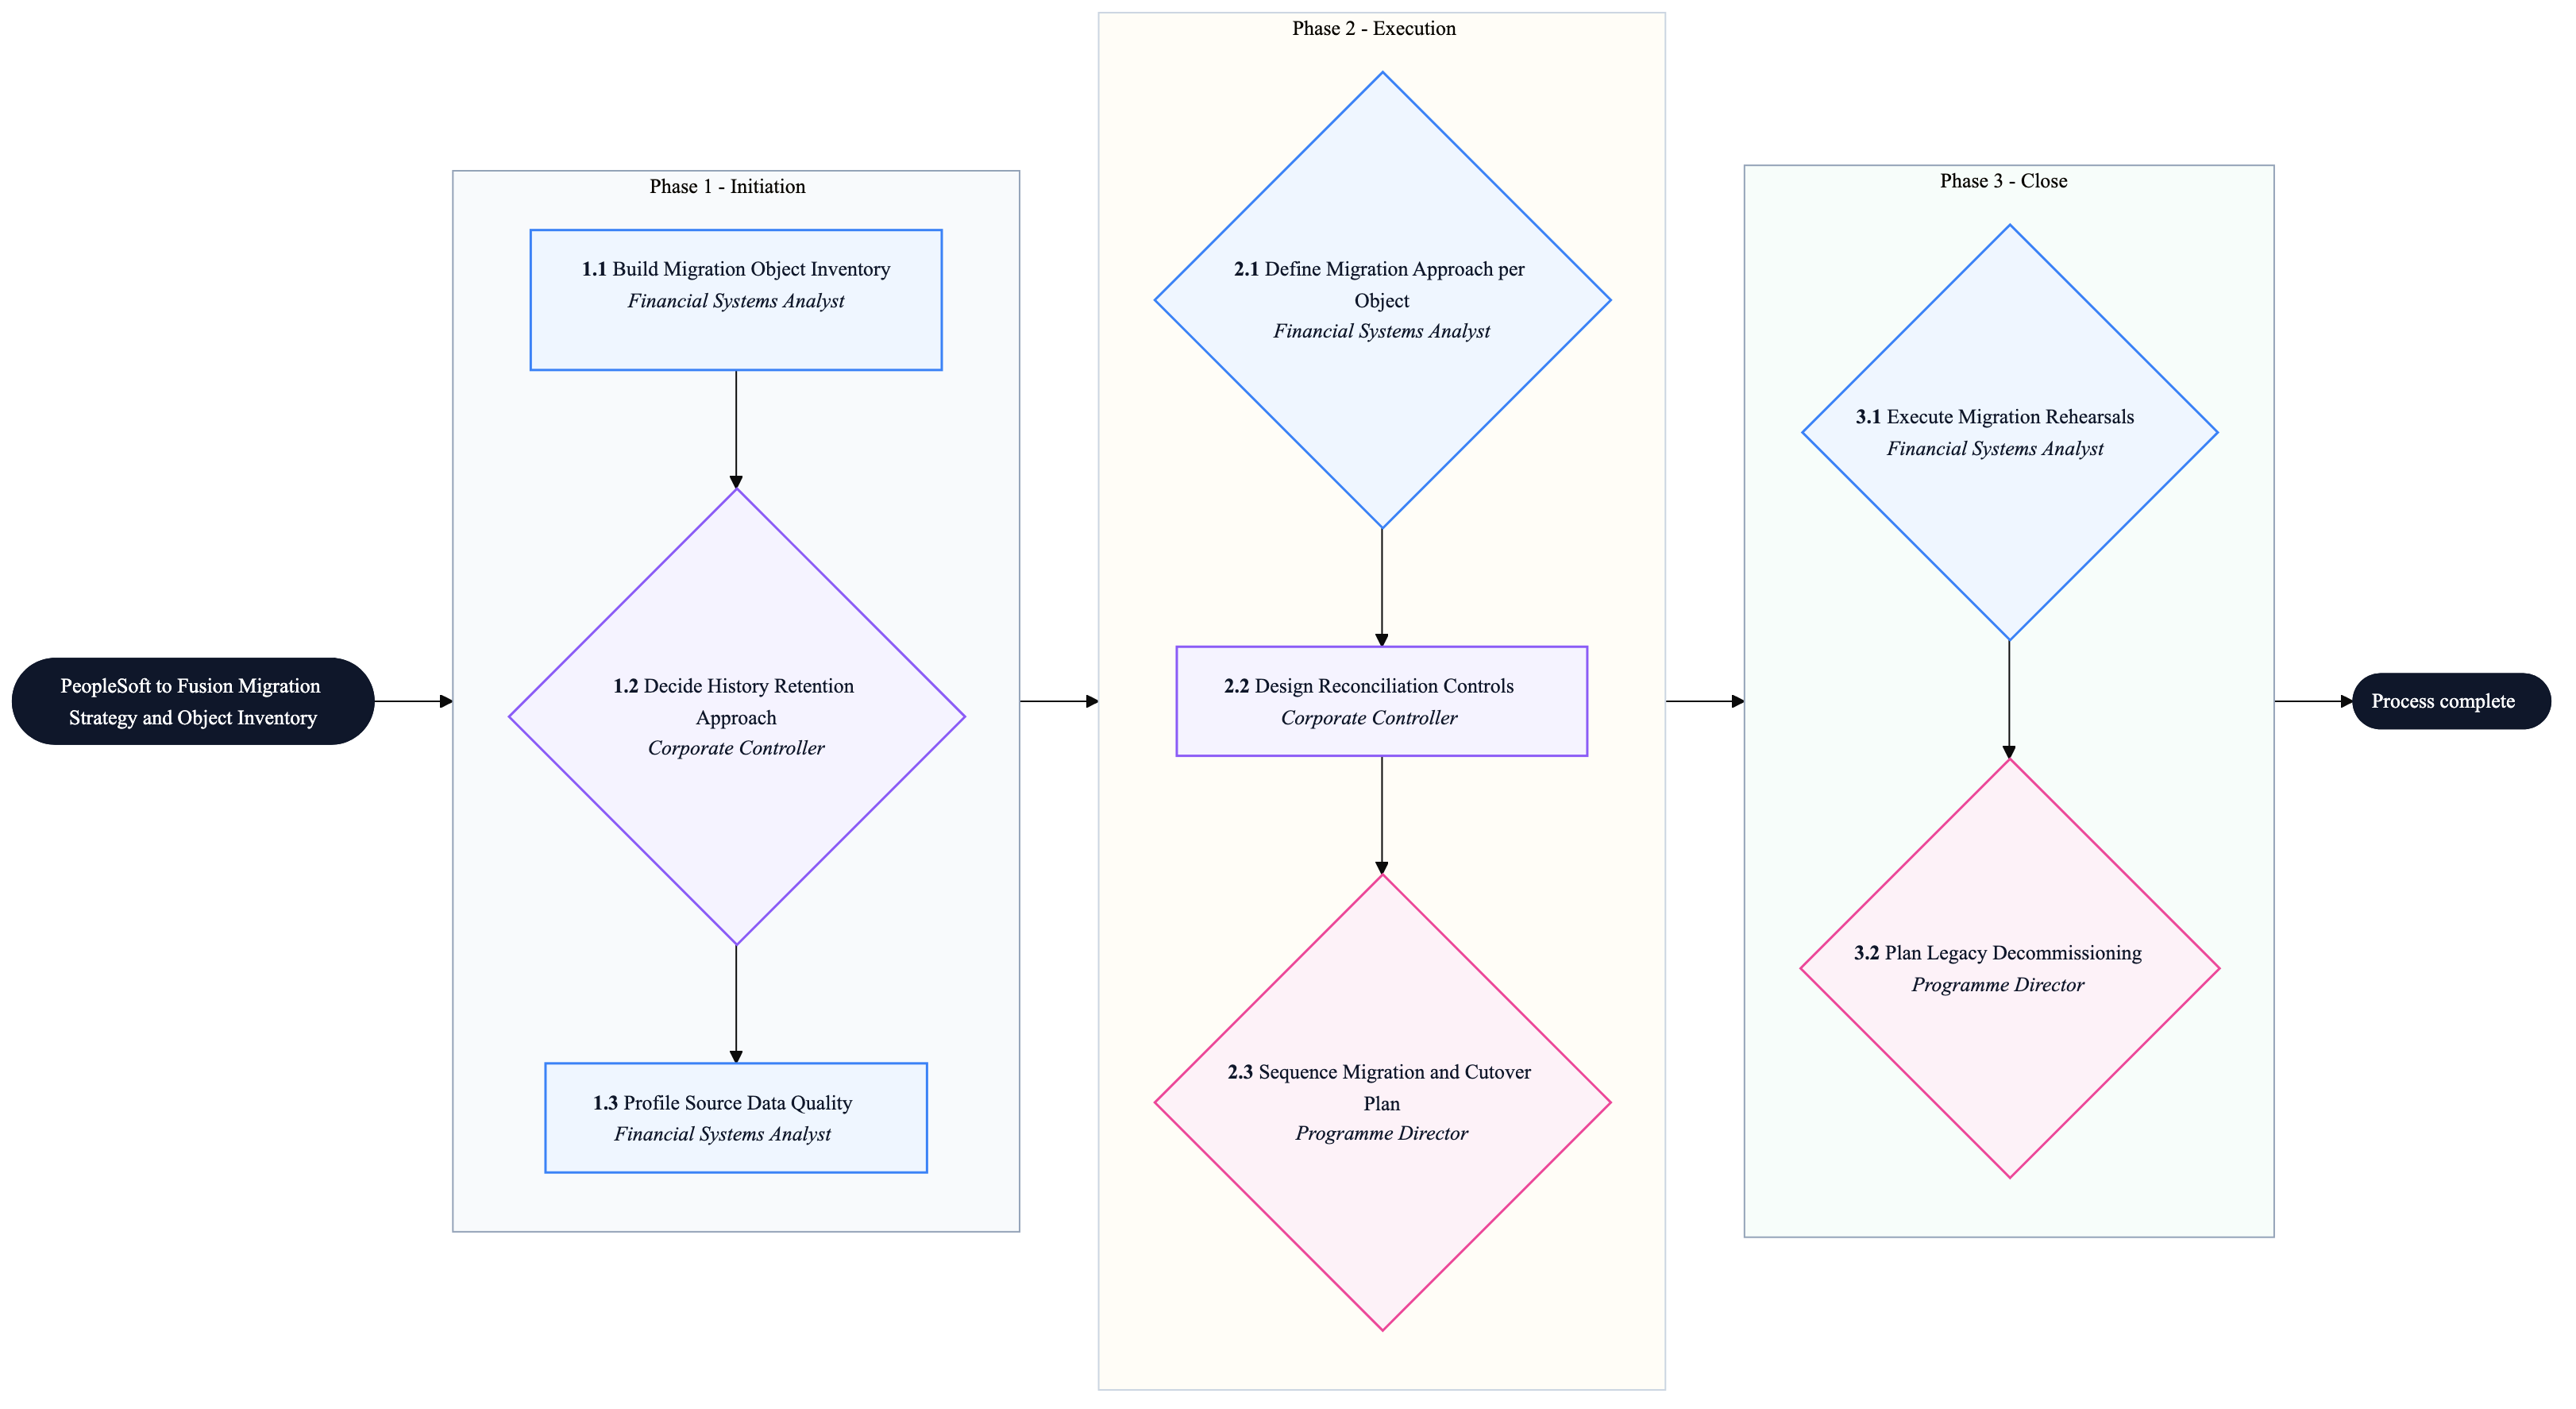 PeopleSoft to Fusion Migration
Strategy and Object Inventory
Phase 1 - Initiation
1.1 Build Migration Object Inventory
Financial Systems Analyst
1.2 Decide History Retention
Approach
Corporate Controller
1.3 Profile Source Data Quality
Financial Systems Analyst
Phase 2 - Execution
2.1 Define Migration Approach per
Object
Financial Systems Analyst
2.2 Design Reconciliation Controls
Corporate Controller
2.3 Sequence Migration and Cutover
Plan
Programme Director
Phase 3 - Close
3.1 Execute Migration Rehearsals
Financial Systems Analyst
3.2 Plan Legacy Decommissioning
Programme Director
Process complete